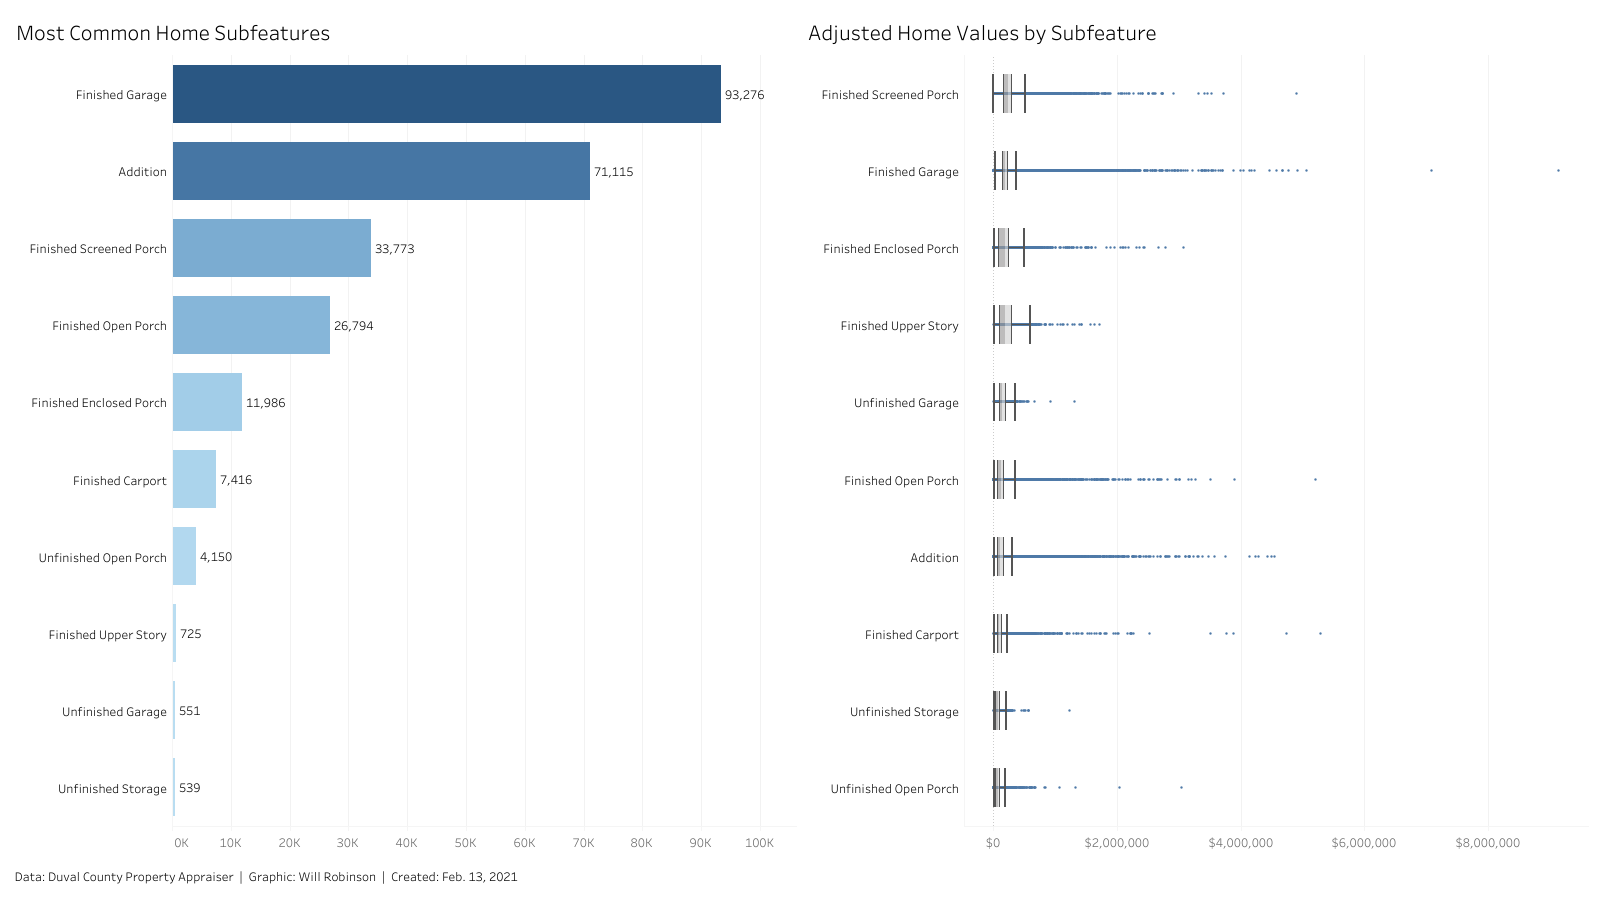 Most Common Home Subfeatures
Finished Garage 93,276
Addition 71,115
Finished Screened Porch 33,773
Finished Open Porch 26,794
Finished Enclosed Porch 11,986
Finished Carport 7,416
Unfinished Open Porch 4,150
Finished Upper Story 725
Unfinished Garage 551
Unfinished Storage 539
0K 10K 20K 30K 40K 50K 60K 70K 80K 90K 100K
Adjusted Home Values by Subfeature
Finished Screened Porch
Finished Garage
Finished Enclosed Porch
Finished Upper Story
Unfinished Garage
Finished Open Porch
Addition
Finished Carport
Unfinished Storage
Unfinished Open Porch
$0 $2,000,000 $4,000,000 $6,000,000 $8,000,000
Data: Duval County Property Appraiser | Graphic: Will Robinson | Created: Feb. 13, 2021